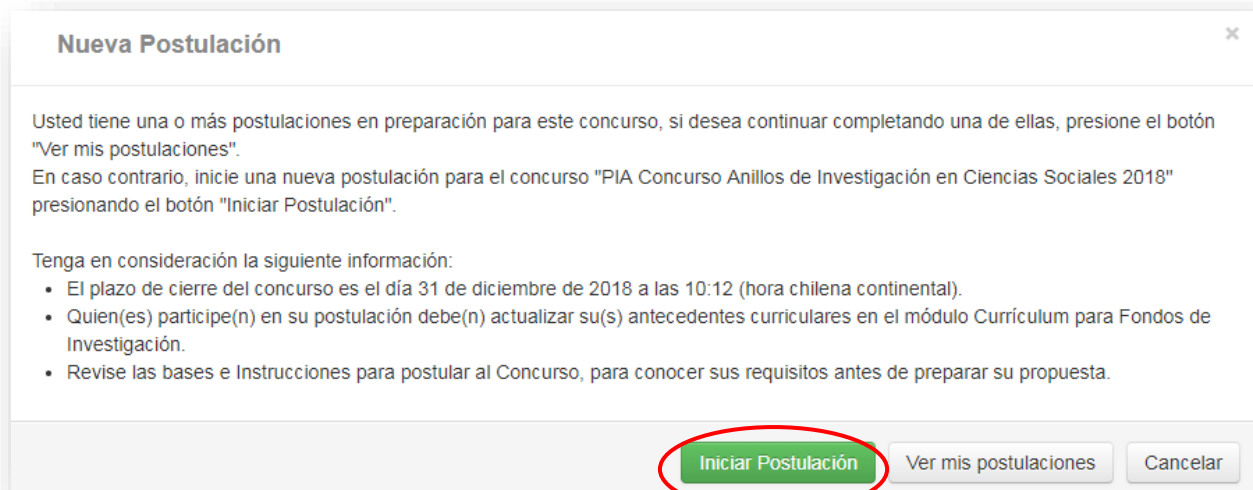 Nueva Postulación
×
Usted tiene una o más postulaciones en preparación para este concurso, si desea continuar completando una de ellas, presione el botón
"Ver mis postulaciones".
En caso contrario, inicie una nueva postulación para el concurso "PIA Concurso Anillos de Investigación en Ciencias Sociales 2018"
presionando el botón "Iniciar Postulación".
Tenga en consideración la siguiente información:
• El plazo de cierre del concurso es el día 31 de diciembre de 2018 a las 10:12 (hora chilena continental).
• Quien(es) participe(n) en su postulación debe(n) actualizar su(s) antecedentes curriculares en el módulo Currículum para Fondos de
Investigación.
• Revise las bases e Instrucciones para postular al Concurso, para conocer sus requisitos antes de preparar su propuesta.
Iniciar Postulación Ver mis postulaciones Cancelar